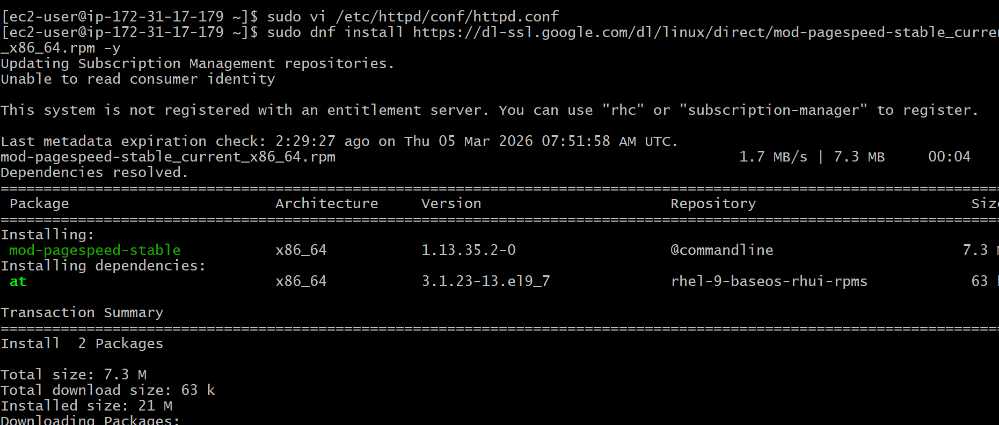 [ec2-user@ip-172-31-17-179 ~]$ sudo vi /etc/httpd/conf/httpd.conf
[ec2-user@ip-172-31-17-179 ~]$ sudo dnf install https://dl-ssl.google.com/dl/linux/direct/mod-pagespeed-stable_curre
_x86_64.rpm -y
Updating Subscription Management repositories.
Unable to read consumer identity
This system is not registered with an entitlement server. You can use "rhc" or "subscription-manager" to register.
Last metadata expiration check: 2:29:27 ago on Thu 05 Mar 2026 07:51:58 AM UTC.
mod-pagespeed-stable_current_x86_64.rpm 1.7 MB/s | 7.3 MB 00:04
Dependencies resolved.
Package Architecture Version Repository Siz
Installing:
mod-pagespeed-stable x86_64 1.13.35.2-0 @commandline 7.3 M
Installing dependencies:
at x86_64 3.1.23-13.el9_7 rhel-9-baseos-rhui-rpms 63
Transaction Summary
Install 2 Packages
Total size: 7.3 M
Total download size: 63 k
Installed size: 21 M
Downloading Packages: